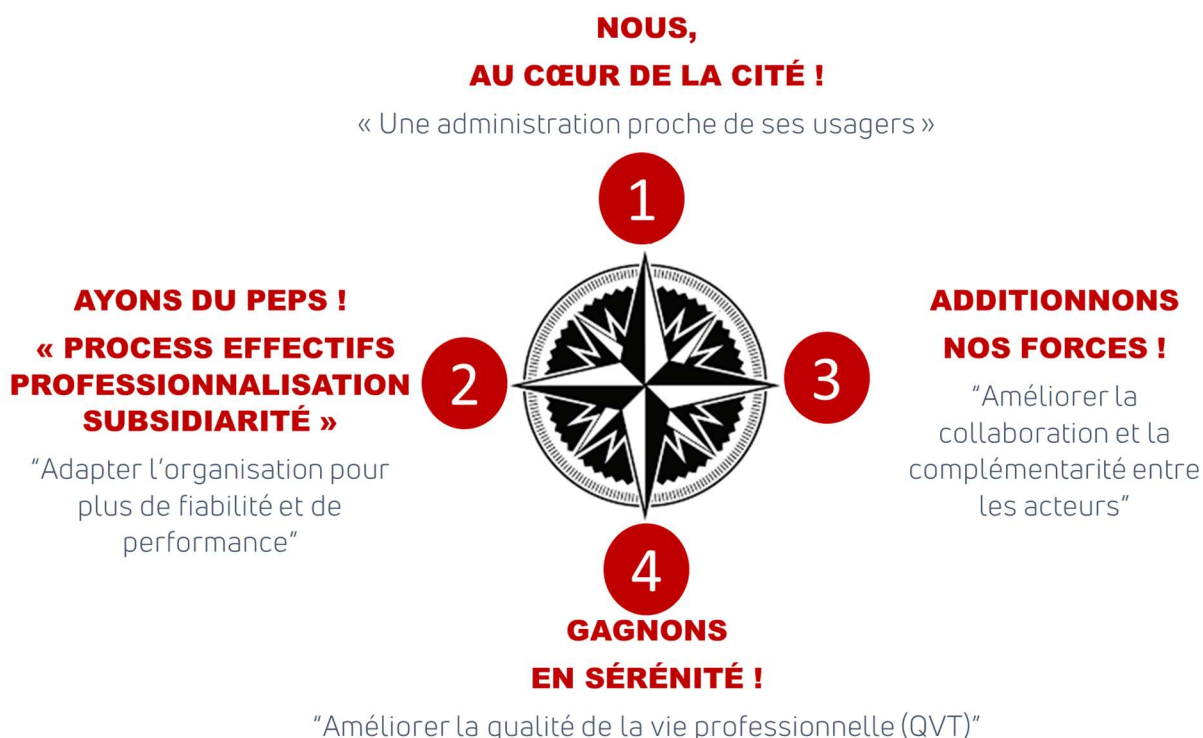 NOUS,
AU CŒUR DE LA CITÉ !
« Une administration proche de ses usagers »
1
AYONS DU PEPS !
« PROCESS EFFECTIFS
PROFESSIONNALISATION
SUBSIDIARITÉ »
“Adapter l’organisation pour
plus de fiabilité et de
performance”
2
3
ADDITIONNONS
NOS FORCES !
“Améliorer la
collaboration et la
complémentarité entre
les acteurs”
4
GAGNONS
EN SÉRÉNITÉ !
“Améliorer la qualité de la vie professionnelle (QVT)”